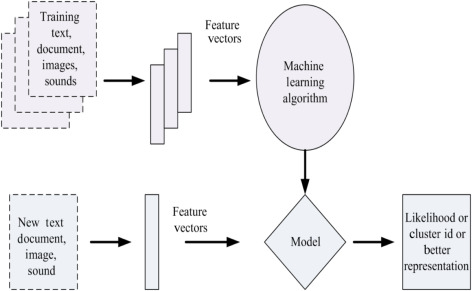 Training
text,
document,
images,
sounds
Feature
vectors
Machine
learning
algorithm
New text
document,
image,
sound
Feature
vectors
Model
Likelihood or
cluster id or
better
representation